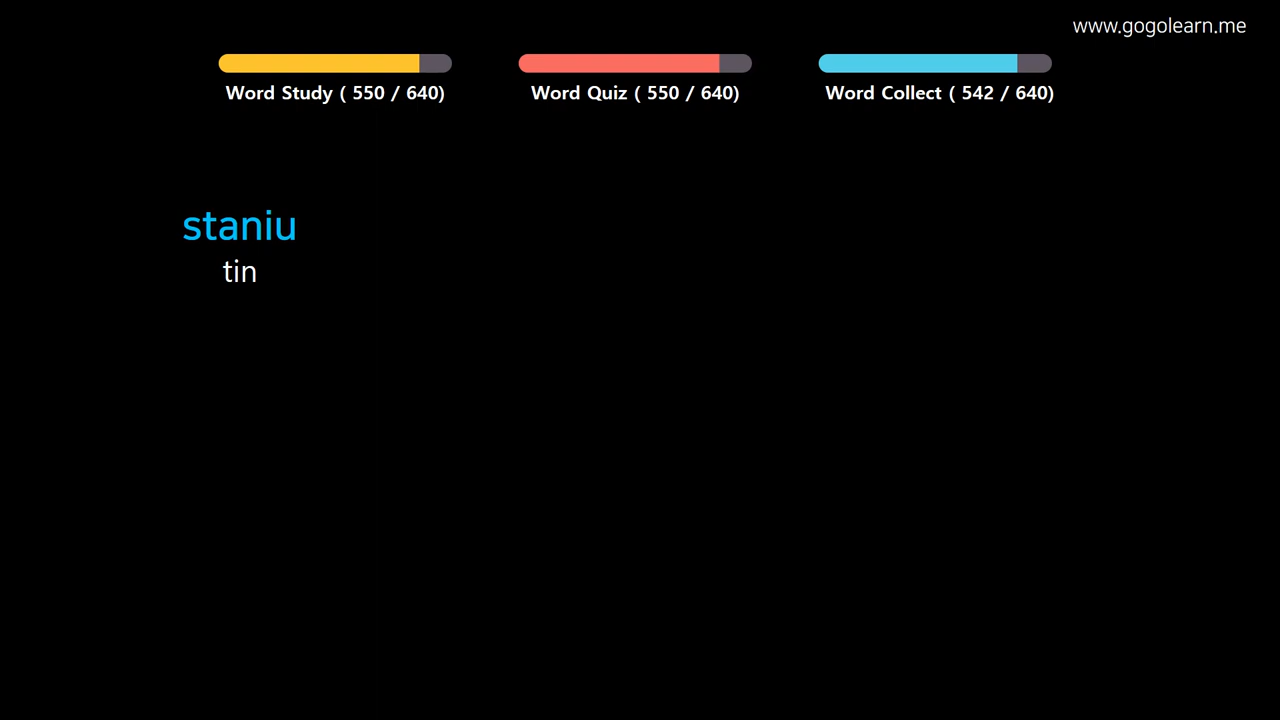 www.gogolearn.me
Word Study ( 550 / 640)
Word Quiz ( 550 / 640)
Word Collect ( 542 / 640)
staniu
tin